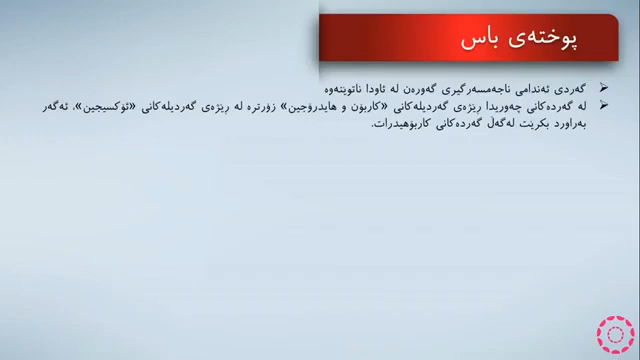 پوختەی باس
گەردی ئەندامی ناجەمسەرگیری گەورەن لە ئاودا ناتوێتەوە
لە گەردەکانی چەوریدا ڕێژەی گەردیلەکانی «کاربۆن و هایدرۆجین» زۆرترە لە ڕێژەی گەردیلەکانی «ئۆکسیجین»، ئەگەر
بەراورد بکرێت لەگەڵ گەردەکانی کاربۆهیدرات.